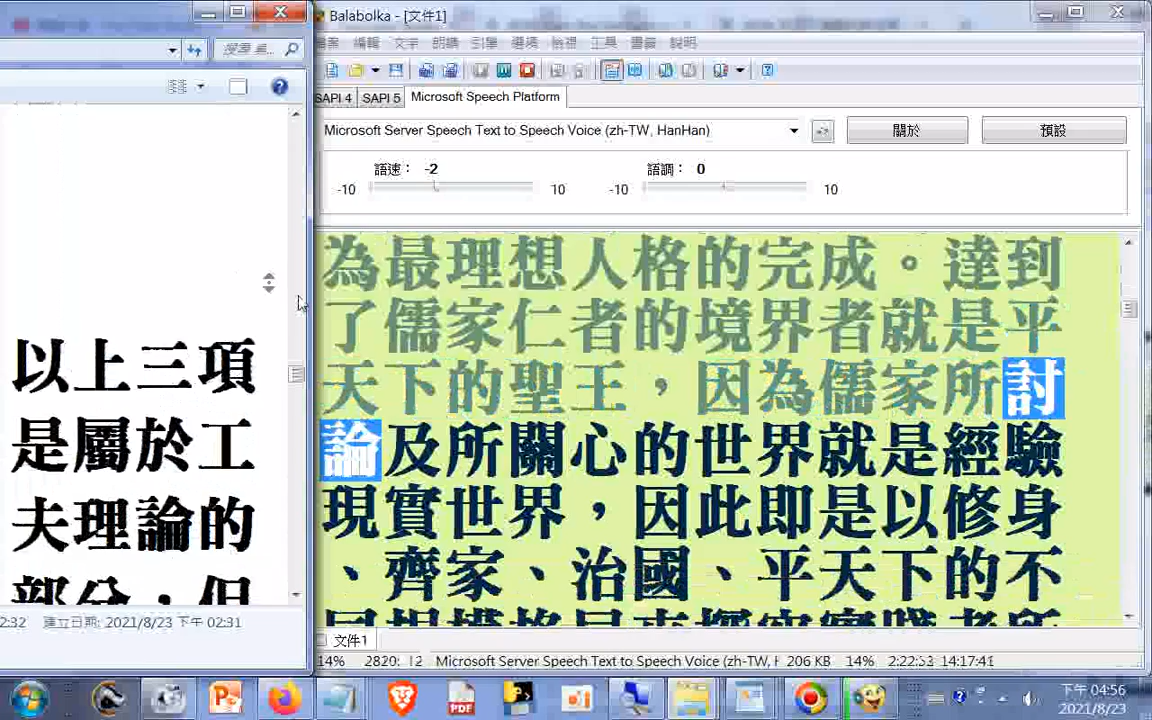 Balabolka - [文件1]
檔案 編輯 文字 朗讀 引擎 選項 檢視 工具 書籤 說明
搜尋 桌...
SAPI 4 SAPI 5 Microsoft Speech Platform
Microsoft Server Speech Text to Speech Voice (zh-TW, HanHan)
關於 預設
語速： -2 語調： 0
-10 10 -10 10
為最理想人格的完成。達到
了儒家仁者的境界者就是平
天下的聖王，因為儒家所討
論及所關心的世界就是經驗
現實世界，因此即是以修身
、齊家、治國、平天下的不
以上三項
是屬於工
夫理論的
部分，但
2:32 建立日期: 2021/8/23 下午 02:31
文件1
14% Microsoft Server Speech Text to Speech Voice (zh-TW, H 206 KB 14% 14:17:41
下午 04:56
2021/8/23